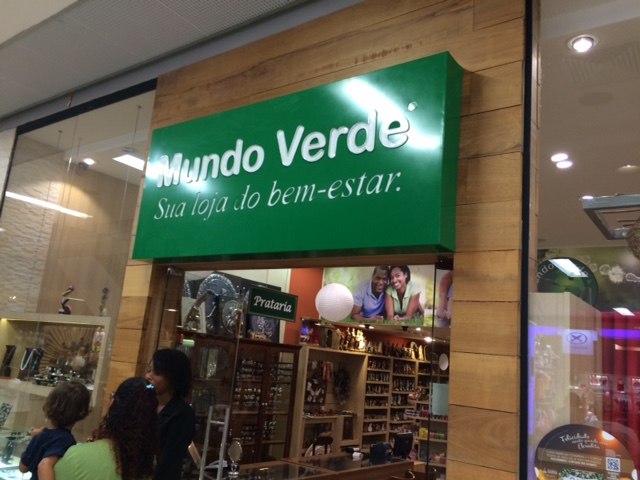 Mundo Verde
Sua loja do bem-estar.
Prataria